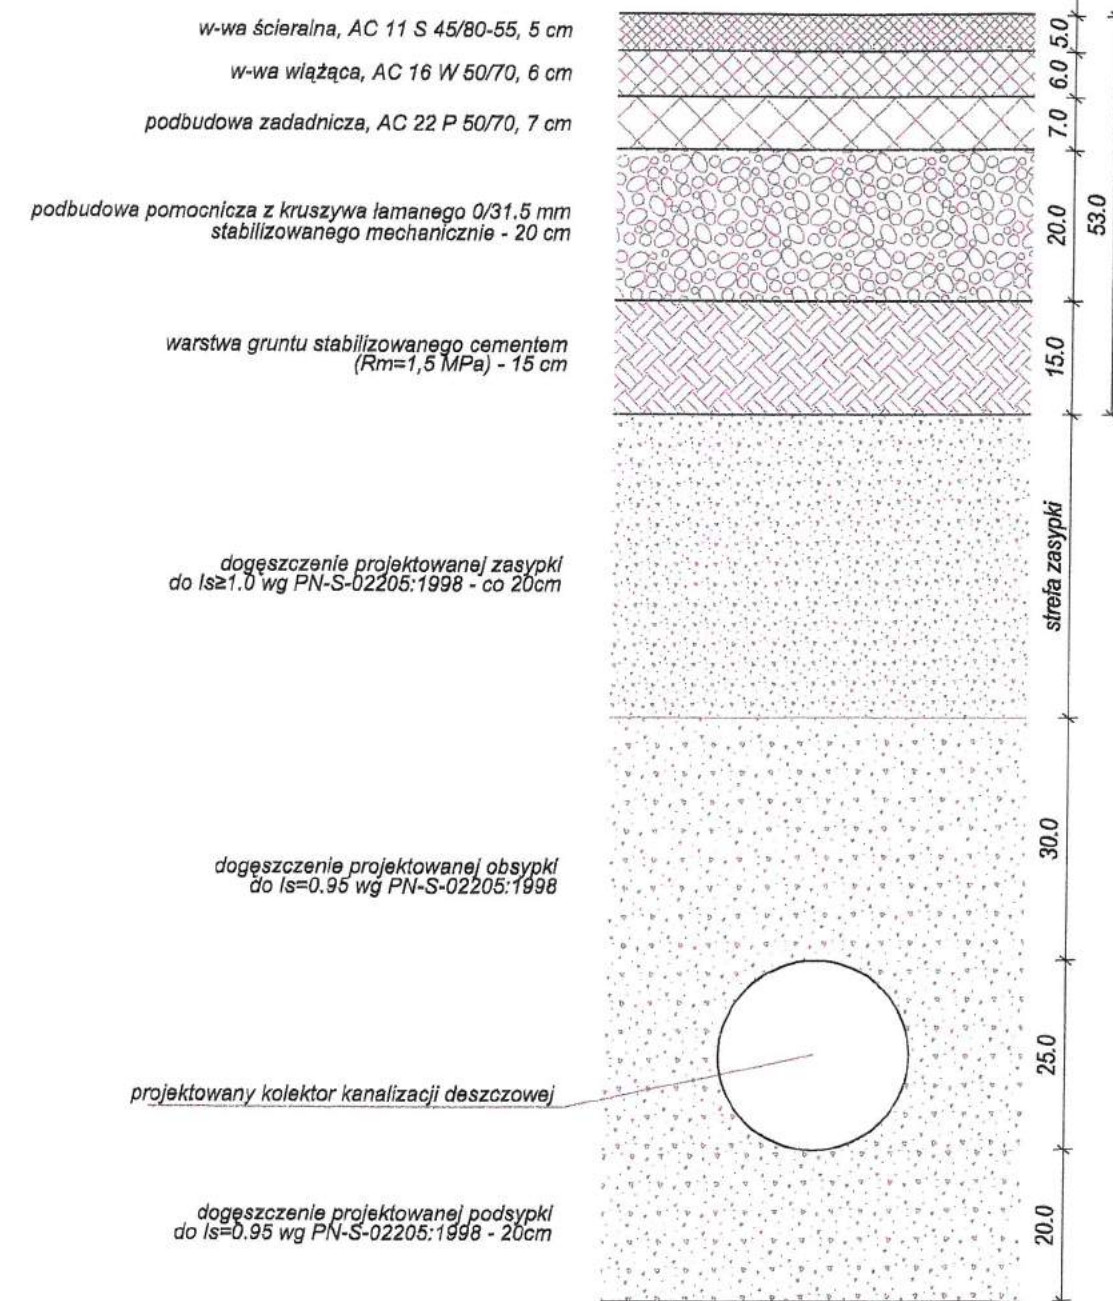 w-wa ścieralna, AC 11 S 45/80-55, 5 cm
5.0
w-wa wiążąca, AC 16 W 50/70, 6 cm
6.0
podbudowa zadadnicza, AC 22 P 50/70, 7 cm
7.0
podbudowa pomocnicza z kruszywa łamanego 0/31.5 mm
stabilizowanego mechanicznie - 20 cm
20.0
53.0
warstwa gruntu stabilizowanego cementem
(Rm=1,5 MPa) - 15 cm
15.0
dogęszczenie projektowanej zasypki
do Is≥1.0 wg PN-S-02205:1998 - co 20cm
strefa zasypki
dogęszczenie projektowanej obsypki
do Is=0.95 wg PN-S-02205:1998
30.0
projektowany kolektor kanalizacji deszczowej
25.0
dogęszczenie projektowanej podsypki
do Is=0.95 wg PN-S-02205:1998 - 20cm
20.0